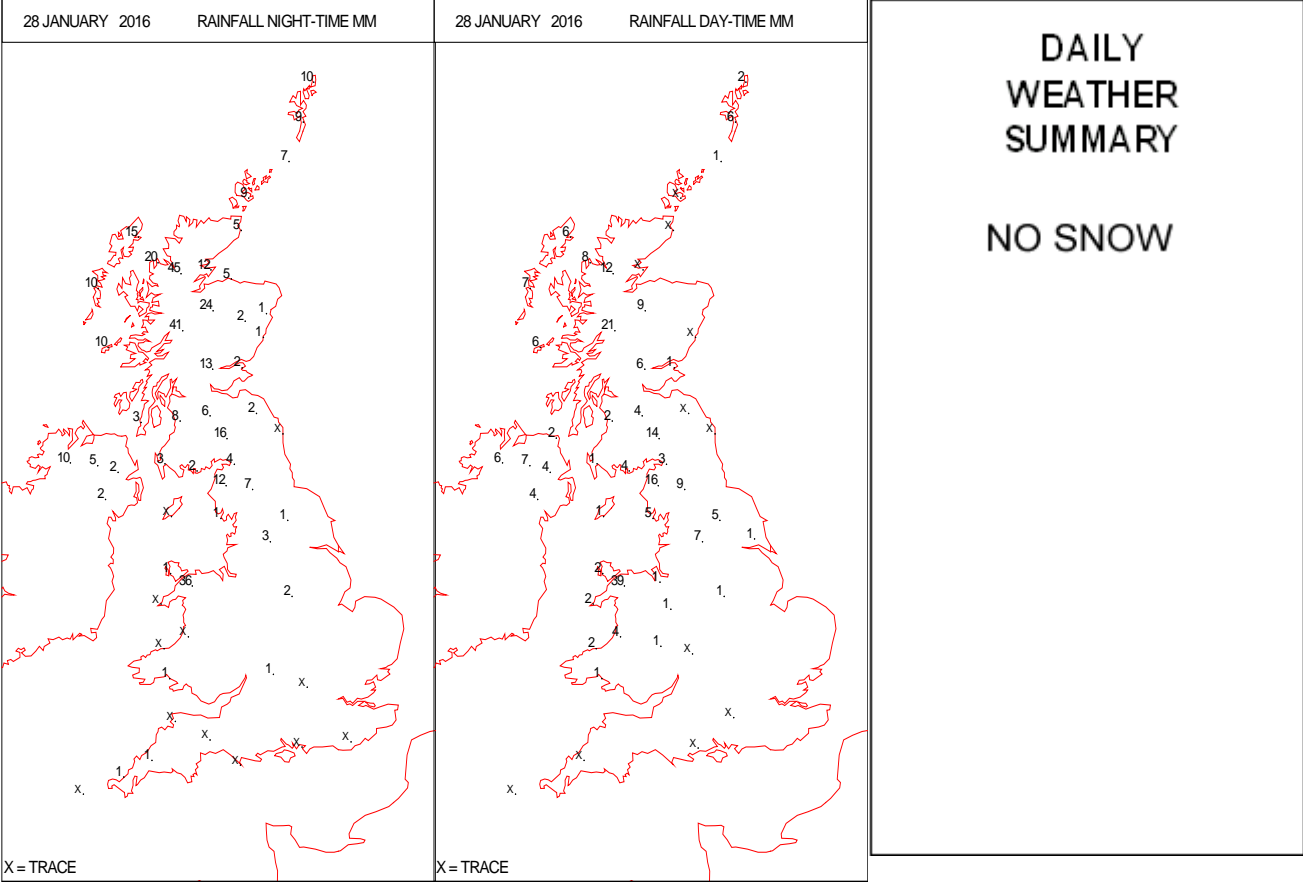 28 JANUARY 2016 RAINFALL NIGHT-TIME MM
10
9
7
9
5
15
20
45
12
5
10
24
1
2
41
1
10
13
2
3
8
6
2
16
X
10
5
2
3
2
4
12
7
2
X
1
1
3
1
36
X
2
X
X
1
1
X
X
X
X
X
X
1
1
X
X = TRACE
28 JANUARY 2016 RAINFALL DAY-TIME MM
2
6
1
X
X
6
8
12
X
7
9
21
X
6
6
1
2
4
X
14
X
2
6
7
4
1
4
3
16
9
4
1
5
5
7
1
2
39
1
2
1
1
4
2
1
X
1
X
X
X
X
X = TRACE
DAILY
WEATHER
SUMMARY
NO SNOW